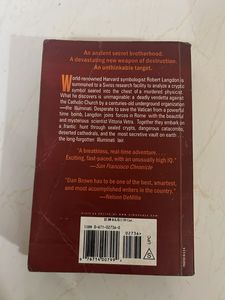 An ancient secret brotherhood.
A devastating new weapon of destruction.
An unthinkable target.
World-renowned Harvard symbologist Robert Langdon is
summoned to a Swiss research facility to analyze a cryptic
symbol seared into the chest of a murdered physicist.
What he discovers is unimaginable: a deadly vendetta against
the Catholic Church by a centuries-old underground organization
—the Illuminati. Desperate to save the Vatican from a powerful
time bomb, Langdon joins forces in Rome with the beautiful
and mysterious scientist Vittoria Vetra. Together they embark on
a frantic hunt through sealed crypts, dangerous catacombs,
deserted cathedrals, and the most secretive vault on earth...
the long-forgotten Illuminati lair.
"A breathless, real-time adventure.
Exciting, fast-paced, with an unusually high IQ."
—San Francisco Chronicle
"Dan Brown has to be one of the best, smartest,
and most accomplished writers in the country."
—Nelson DeMille
ISBN 0-671-02736-0
02736
UPC